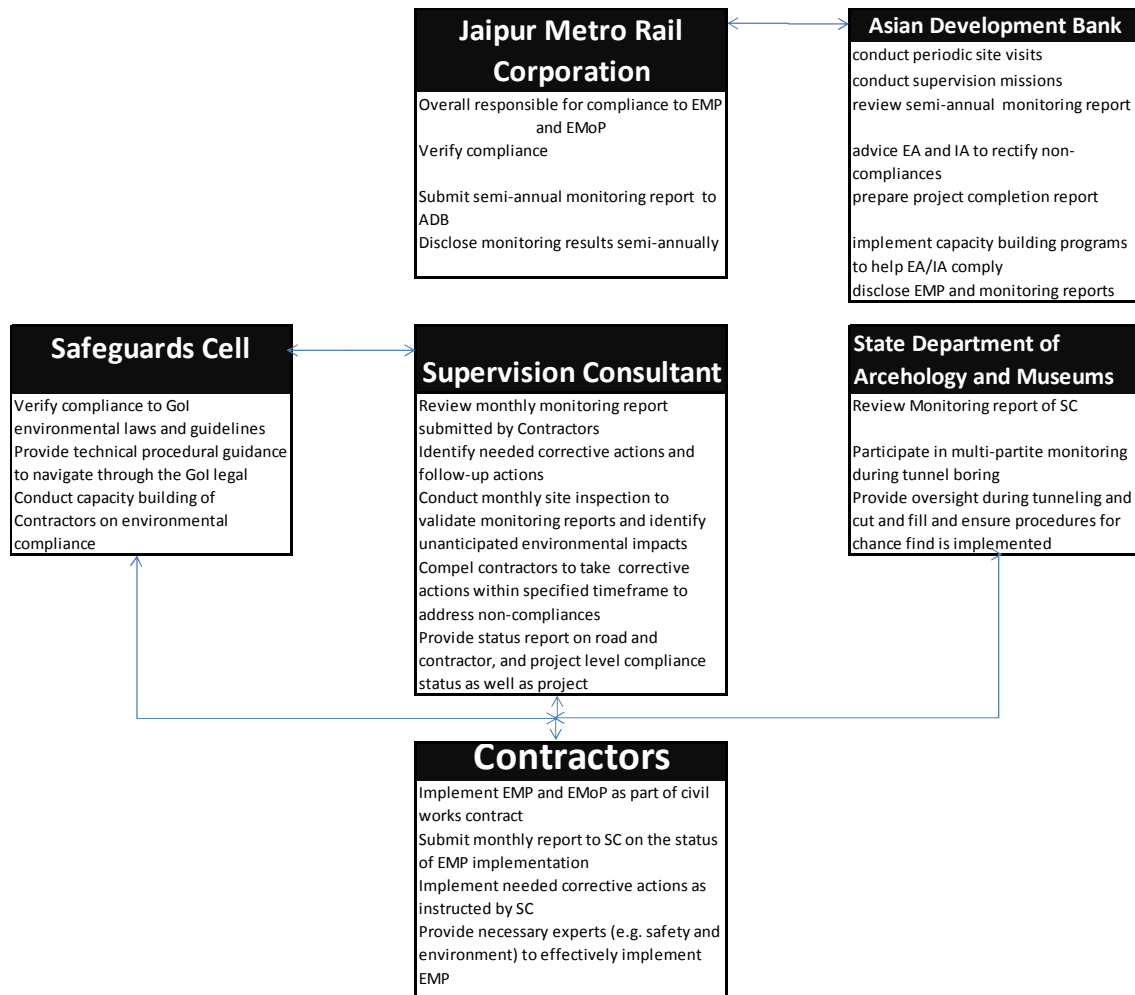 Jaipur Metro Rail
Corporation
Overall responsible for compliance to EMP
and EMoP
Verify compliance
Submit semi-annual monitoring report to
ADB
Disclose monitoring results semi-annually
Asian Development Bank
conduct periodic site visits
conduct supervision missions
review semi-annual monitoring report
advice EA and IA to rectify non-
compliances
prepare project completion report
implement capacity building programs
to help EA/IA comply
disclose EMP and monitoring reports
Safeguards Cell
Verify compliance to GoI
environmental laws and guidelines
Provide technical procedural guidance
to navigate through the GoI legal
Conduct capacity building of
Contractors on environmental
compliance
Supervision Consultant
Review monthly monitoring report
submitted by Contractors
Identify needed corrective actions and
follow-up actions
Conduct monthly site inspection to
validate monitoring reports and identify
unanticipated environmental impacts
Compel contractors to take corrective
actions within specified timeframe to
address non-compliances
Provide status report on road and
contractor, and project level compliance
status as well as project
State Department of
Arcehology and Museums
Review Monitoring report of SC
Participate in multi-partite monitoring
during tunnel boring
Provide oversight during tunneling and
cut and fill and ensure procedures for
chance find is implemented
Contractors
Implement EMP and EMoP as part of civil
works contract
Submit monthly report to SC on the status
of EMP implementation
Implement needed corrective actions as
instructed by SC
Provide necessary experts (e.g. safety and
environment) to effectively implement
EMP